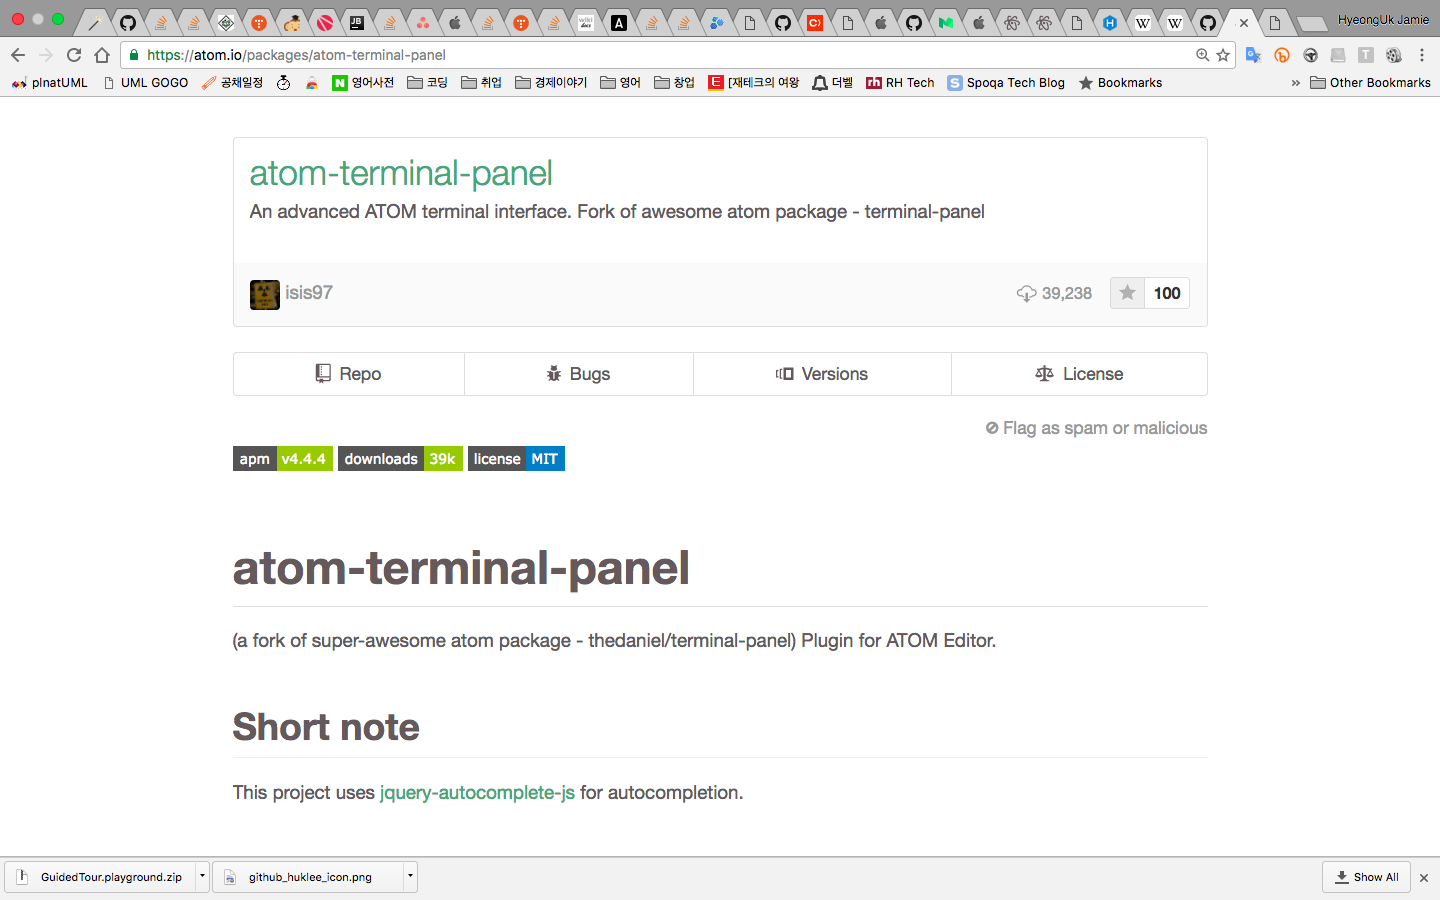 HyeongUk Jamie
https://atom.io/packages/atom-terminal-panel
plnatUML UML GOGO 공채일정 영어사전 코딩 취업 경제이야기 영어 창업 [재테크의 여왕 더벨 RH Tech Spoqa Tech Blog Bookmarks » Other Bookmarks
atom-terminal-panel
An advanced ATOM terminal interface. Fork of awesome atom package - terminal-panel
isis97 39,238 100
Repo Bugs Versions License
Flag as spam or malicious
apm v4.4.4 downloads 39k license MIT
atom-terminal-panel
(a fork of super-awesome atom package - thedaniel/terminal-panel) Plugin for ATOM Editor.
Short note
This project uses jquery-autocomplete-js for autocompletion.
GuidedTour.playground.zip github_huklee_icon.png Show All